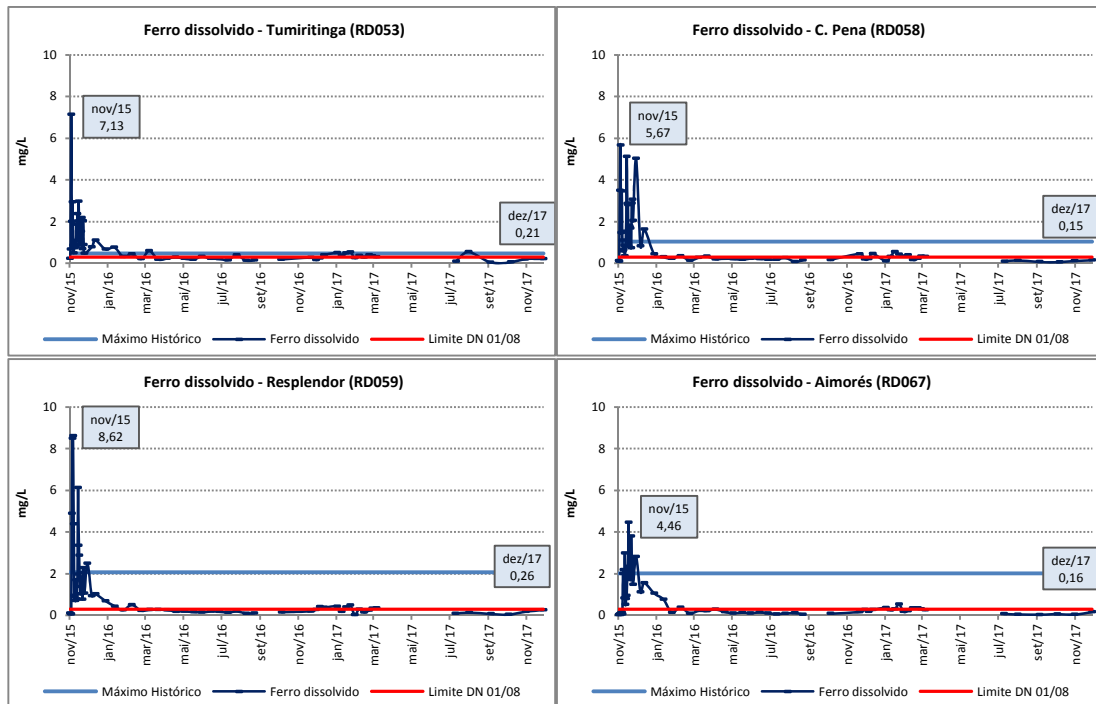 Ferro dissolvido - Tumiritinga (RD053)
mg/L
10
8
6
4
2
0
nov/15
7,13
dez/17
0,21
nov/15
jan/16
mar/16
mai/16
jul/16
set/16
nov/16
jan/17
mar/17
mai/17
jul/17
set/17
nov/17
Máximo Histórico
Ferro dissolvido
Limite DN 01/08
Ferro dissolvido - C. Pena (RD058)
mg/L
10
8
6
4
2
0
nov/15
5,67
dez/17
0,15
nov/15
jan/16
mar/16
mai/16
jul/16
set/16
nov/16
jan/17
mar/17
mai/17
jul/17
set/17
nov/17
Máximo Histórico
Ferro dissolvido
Limite DN 01/08
Ferro dissolvido - Resplendor (RD059)
mg/L
10
8
6
4
2
0
nov/15
8,62
dez/17
0,26
nov/15
jan/16
mar/16
mai/16
jul/16
set/16
nov/16
jan/17
mar/17
mai/17
jul/17
set/17
nov/17
Máximo Histórico
Ferro dissolvido
Limite DN 01/08
Ferro dissolvido - Aimorés (RD067)
mg/L
10
8
6
4
2
0
nov/15
4,46
dez/17
0,16
nov/15
jan/16
mar/16
mai/16
jul/16
set/16
nov/16
jan/17
mar/17
mai/17
jul/17
set/17
nov/17
Máximo Histórico
Ferro dissolvido
Limite DN 01/08